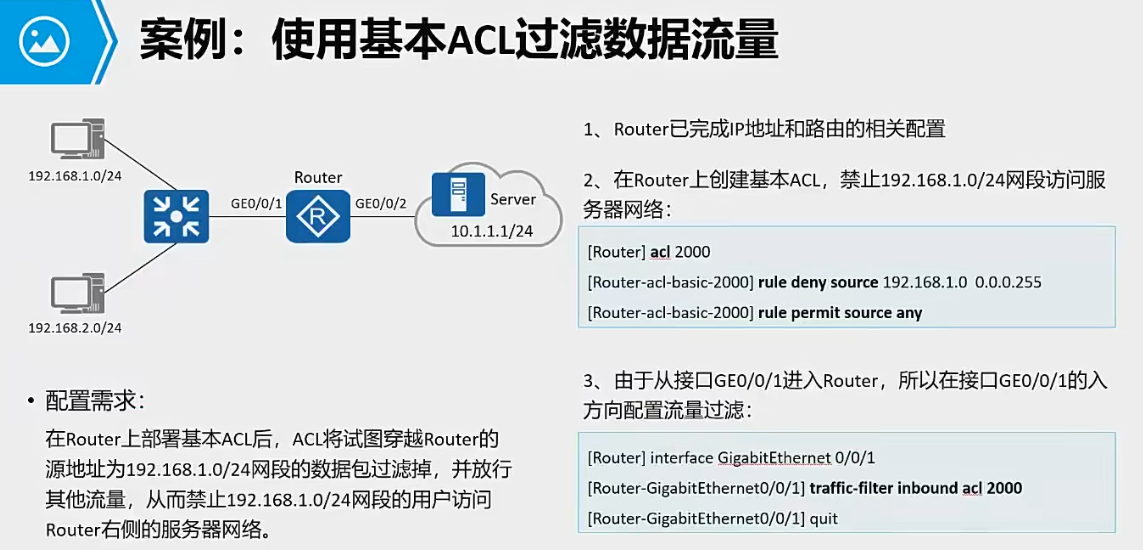 案例：使用基本ACL过滤数据流量
192.168.1.0/24
Router
GE0/0/1
GE0/0/2
R
Server
10.1.1.1/24
192.168.2.0/24
• 配置需求：
在Router上部署基本ACL后，ACL将试图穿越Router的
源地址为192.168.1.0/24网段的数据包过滤掉，并放行
其他流量，从而禁止192.168.1.0/24网段的用户访问
Router右侧的服务器网络。
1、Router已完成IP地址和路由的相关配置
2、在Router上创建基本ACL，禁止192.168.1.0/24网段访问服
务器网络：
[Router] acl 2000
[Router-acl-basic-2000] rule deny source 192.168.1.0 0.0.0.255
[Router-acl-basic-2000] rule permit source any
3、由于从接口GE0/0/1进入Router，所以在接口GE0/0/1的入
方向配置流量过滤：
[Router] interface GigabitEthernet 0/0/1
[Router-GigabitEthernet0/0/1] traffic-filter inbound acl 2000
[Router-GigabitEthernet0/0/1] quit